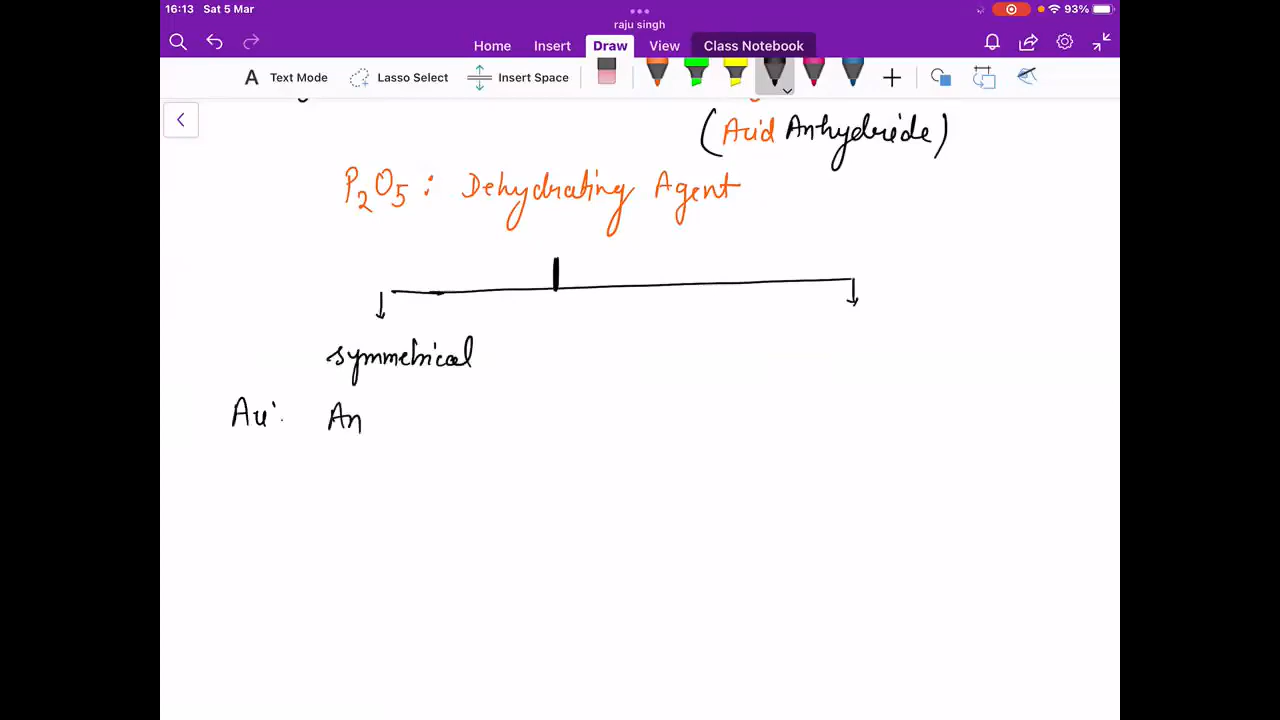 16:13 Sat 5 Mar
93%
raju singh
Home Insert Draw View Class Notebook
A Text Mode Lasso Select Insert Space
(Acid Anhydride)
P2O5 : Dehydrating Agent
symmetrical
An